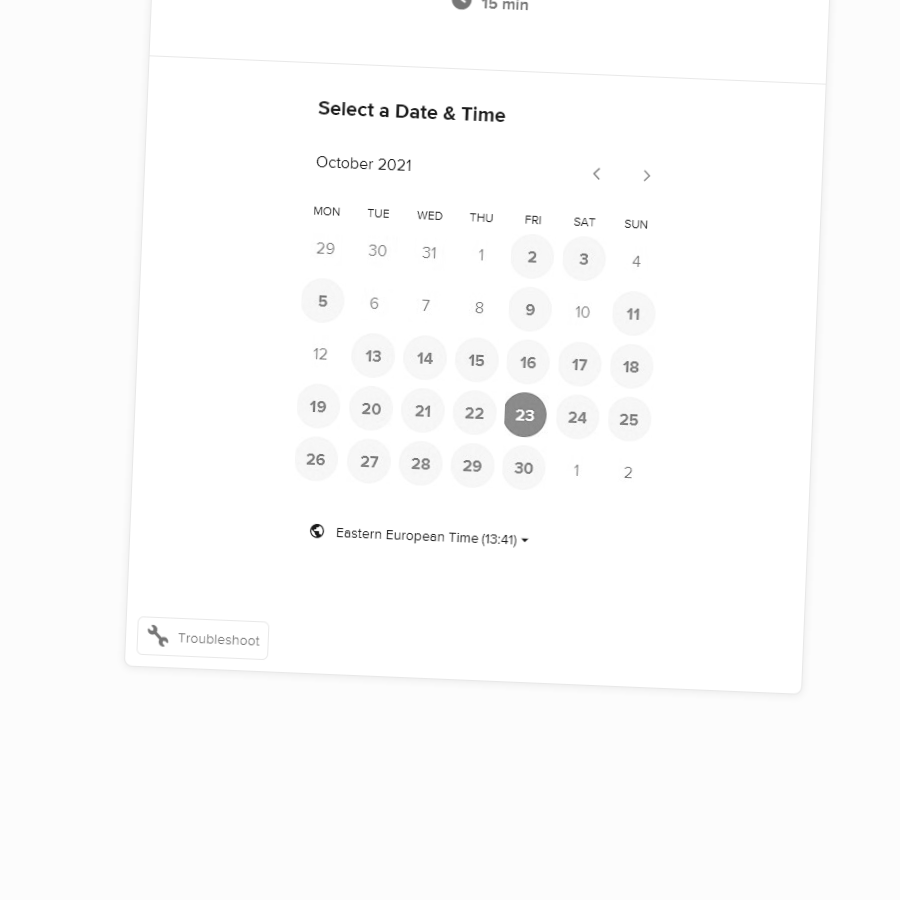 15 min
Select a Date & Time
October 2021
MON TUE WED THU FRI SAT SUN
29 30 31 1 2 3 4
5 6 7 8 9 10 11
12 13 14 15 16 17 18
19 20 21 22 23 24 25
26 27 28 29 30 1 2
Eastern European Time (13:41)
Troubleshoot